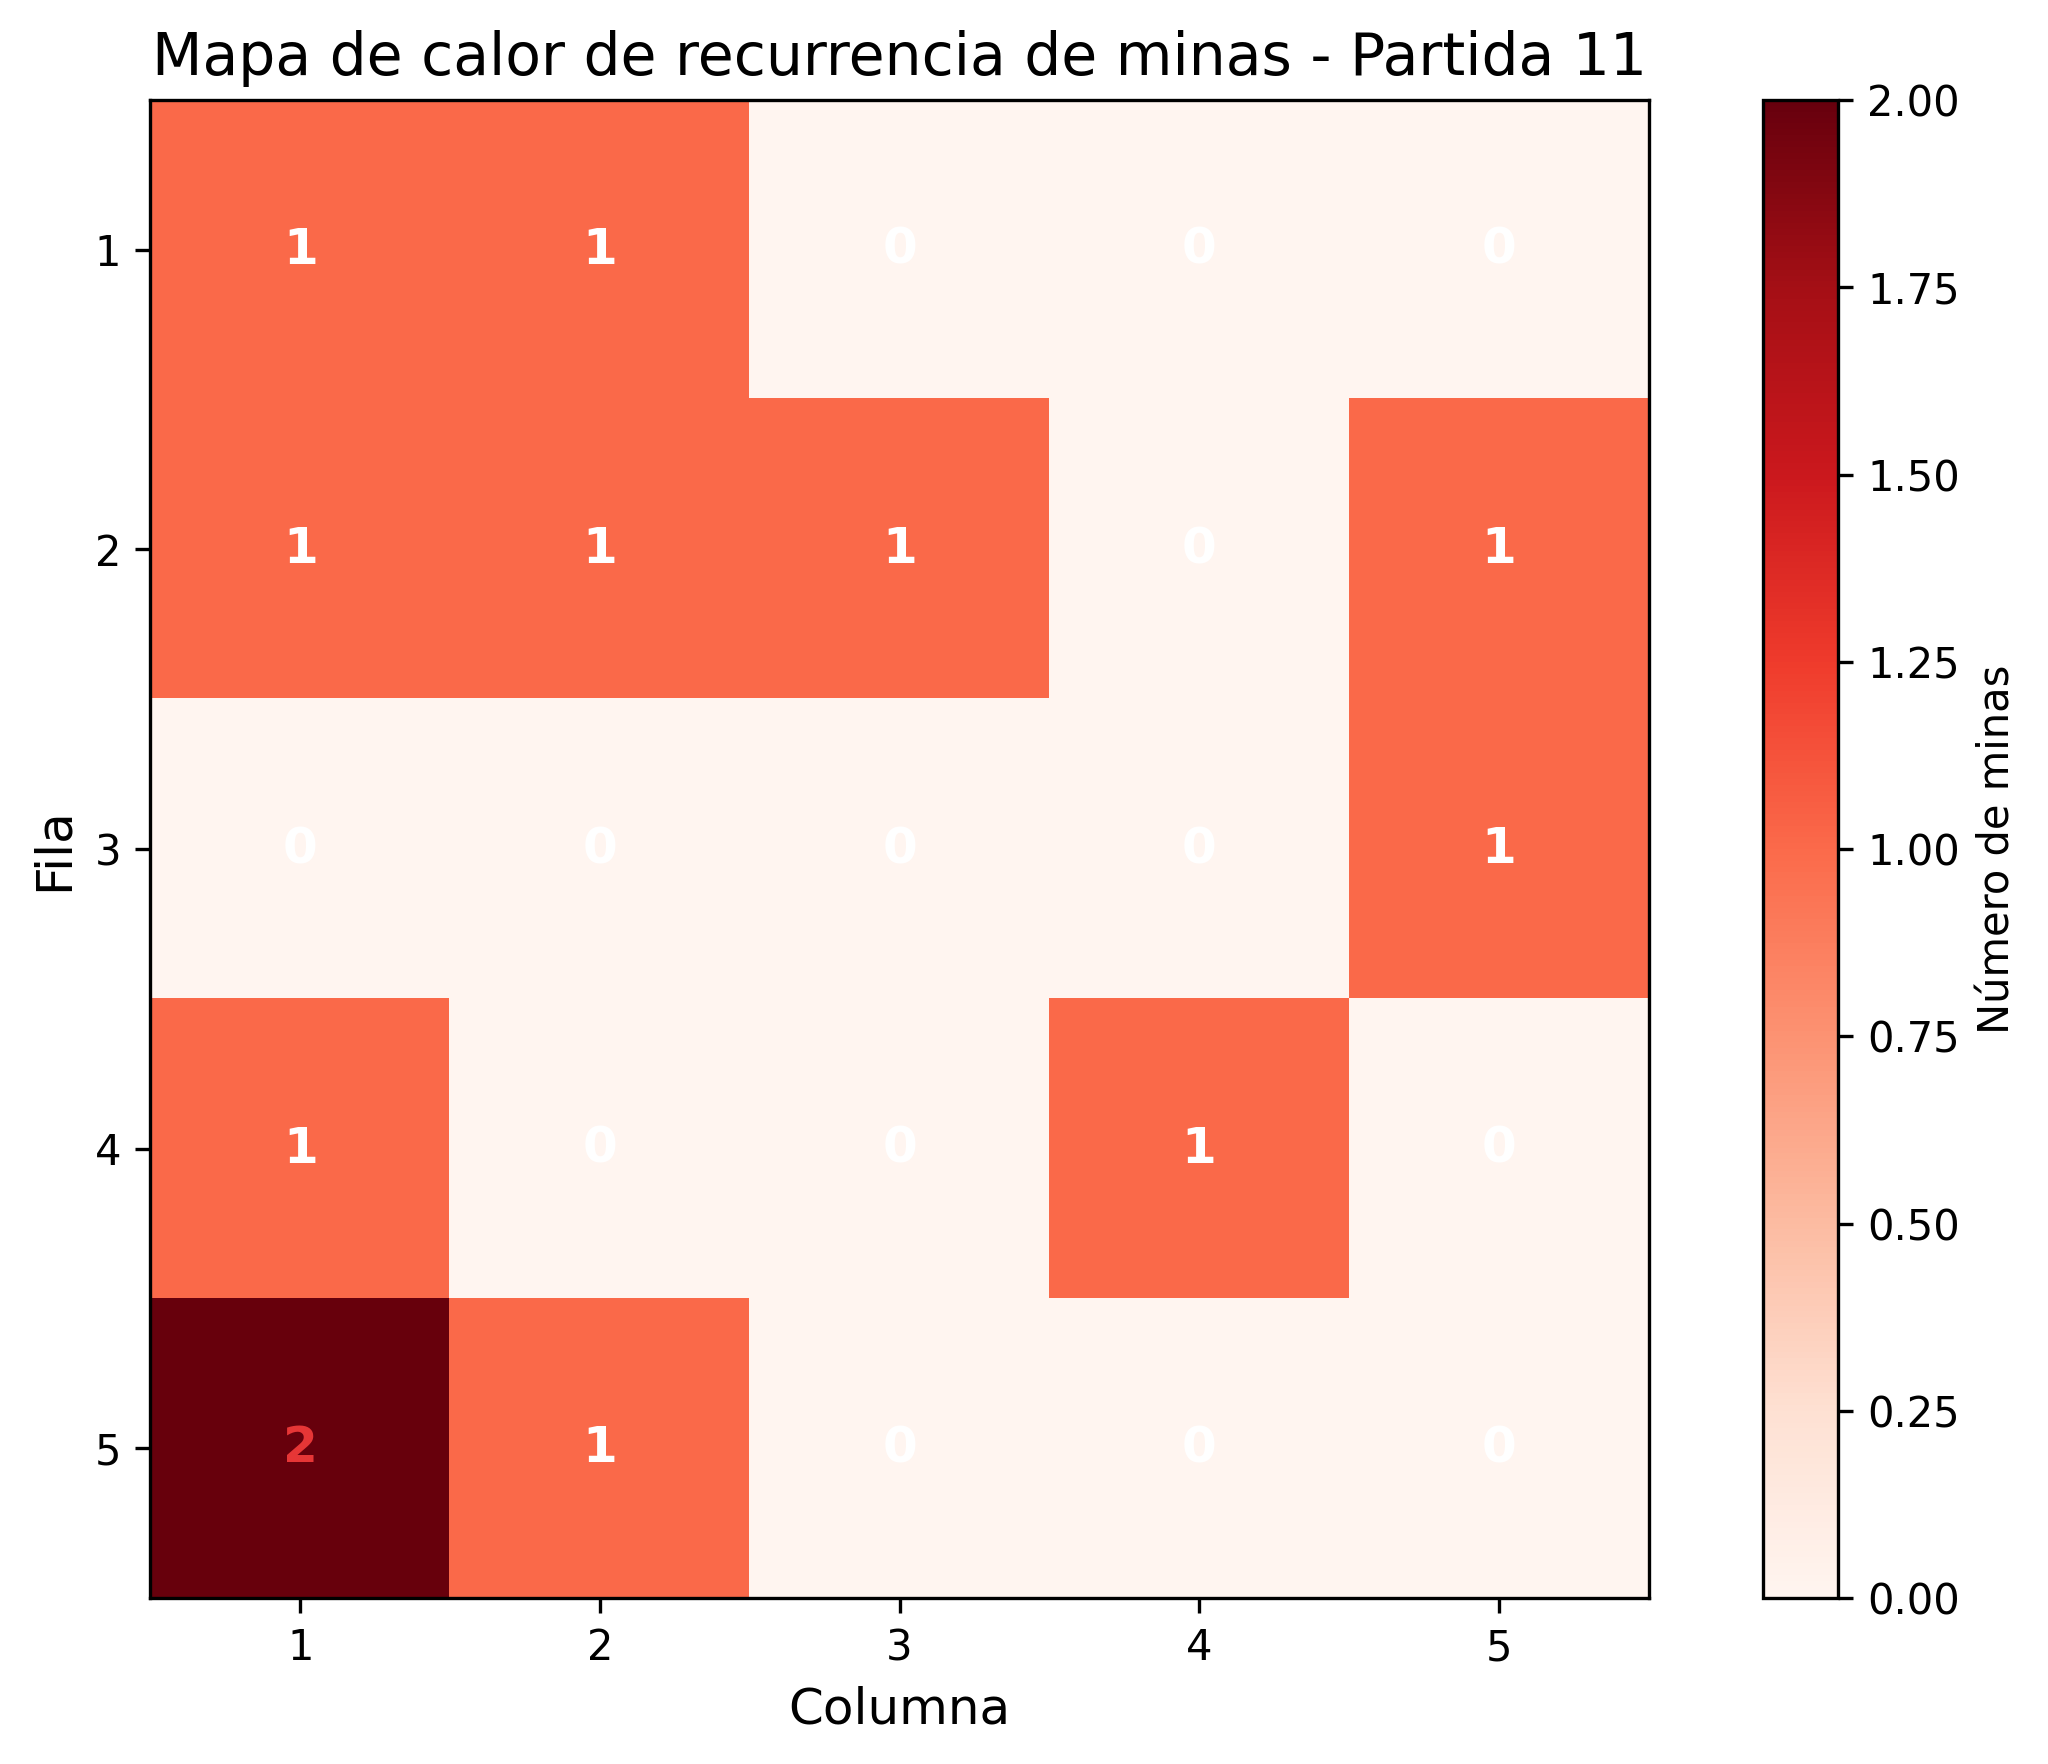 Mapa de calor de recurrencia de minas - Partida 11
1 1 1 0 0 0
2 1 1 1 0 1
Fila
3 0 0 0 0 1
4 1 0 0 1 0
5 2 1 0 0 0
1 2 3 4 5
Columna
2.00
1.75
1.50
1.25
1.00
0.75
0.50
0.25
0.00
Número de minas